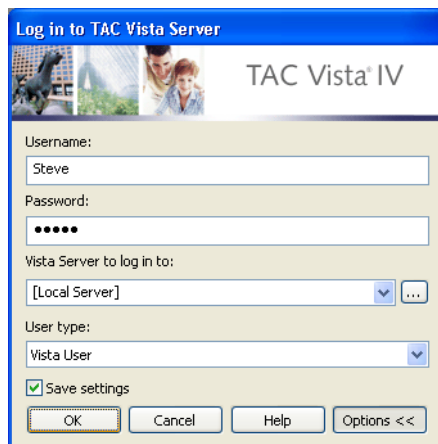 Log in to TAC Vista Server
TAC Vista® IV
Username:
Steve
Password:
●●●●●
Vista Server to log in to:
[Local Server]
...
User type:
Vista User
Save settings
OK
Cancel
Help
Options <<